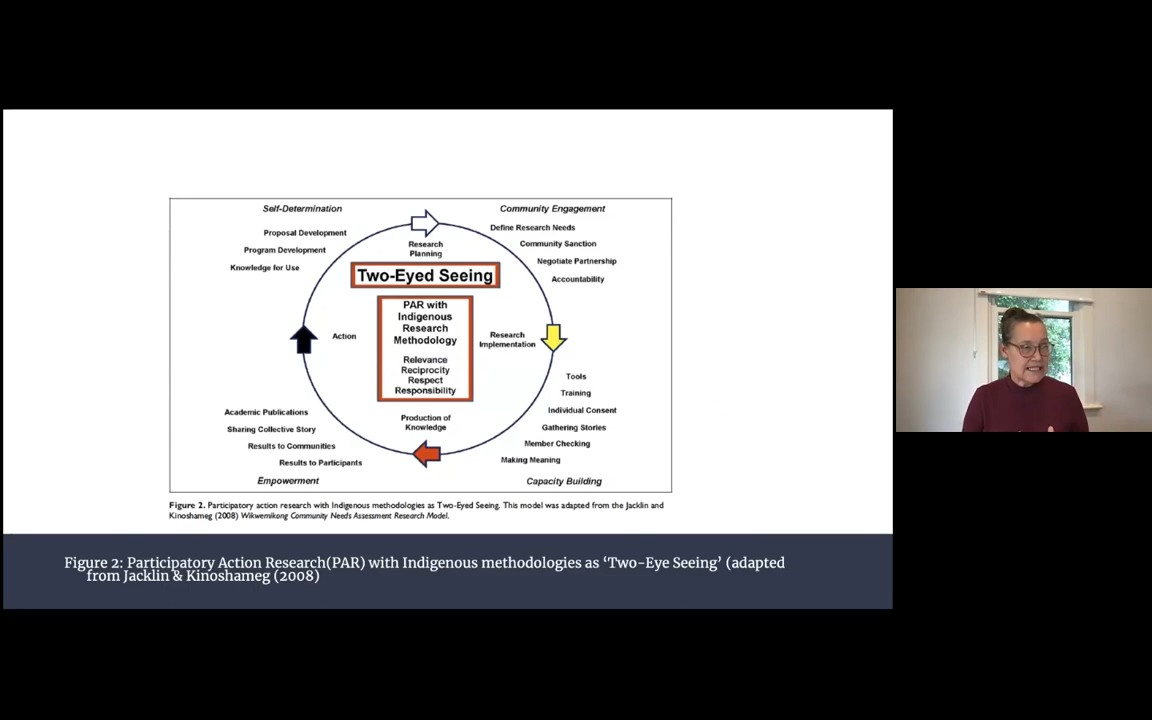 Self-Determination
Proposal Development
Program Development
Knowledge for Use
Community Engagement
Define Research Needs
Community Sanction
Negotiate Partnership
Accountability
Research
Planning
Two-Eyed Seeing
PAR with
Indigenous
Research
Methodology
Relevance
Reciprocity
Respect
Responsibility
Action
Research
Implementation
Production of
Knowledge
Tools
Training
Individual Consent
Gathering Stories
Member Checking
Making Meaning
Capacity Building
Academic Publications
Sharing Collective Story
Results to Communities
Results to Participants
Empowerment
Figure 2. Participatory action research with Indigenous methodologies as Two-Eyed Seeing. This model was adapted from the Jacklin and
Kinoshameg (2008) Wikwemikong Community Needs Assessment Research Model.
Figure 2: Participatory Action Research(PAR) with Indigenous methodologies as ‘Two-Eye Seeing’ (adapted
from Jacklin & Kinoshameg (2008)